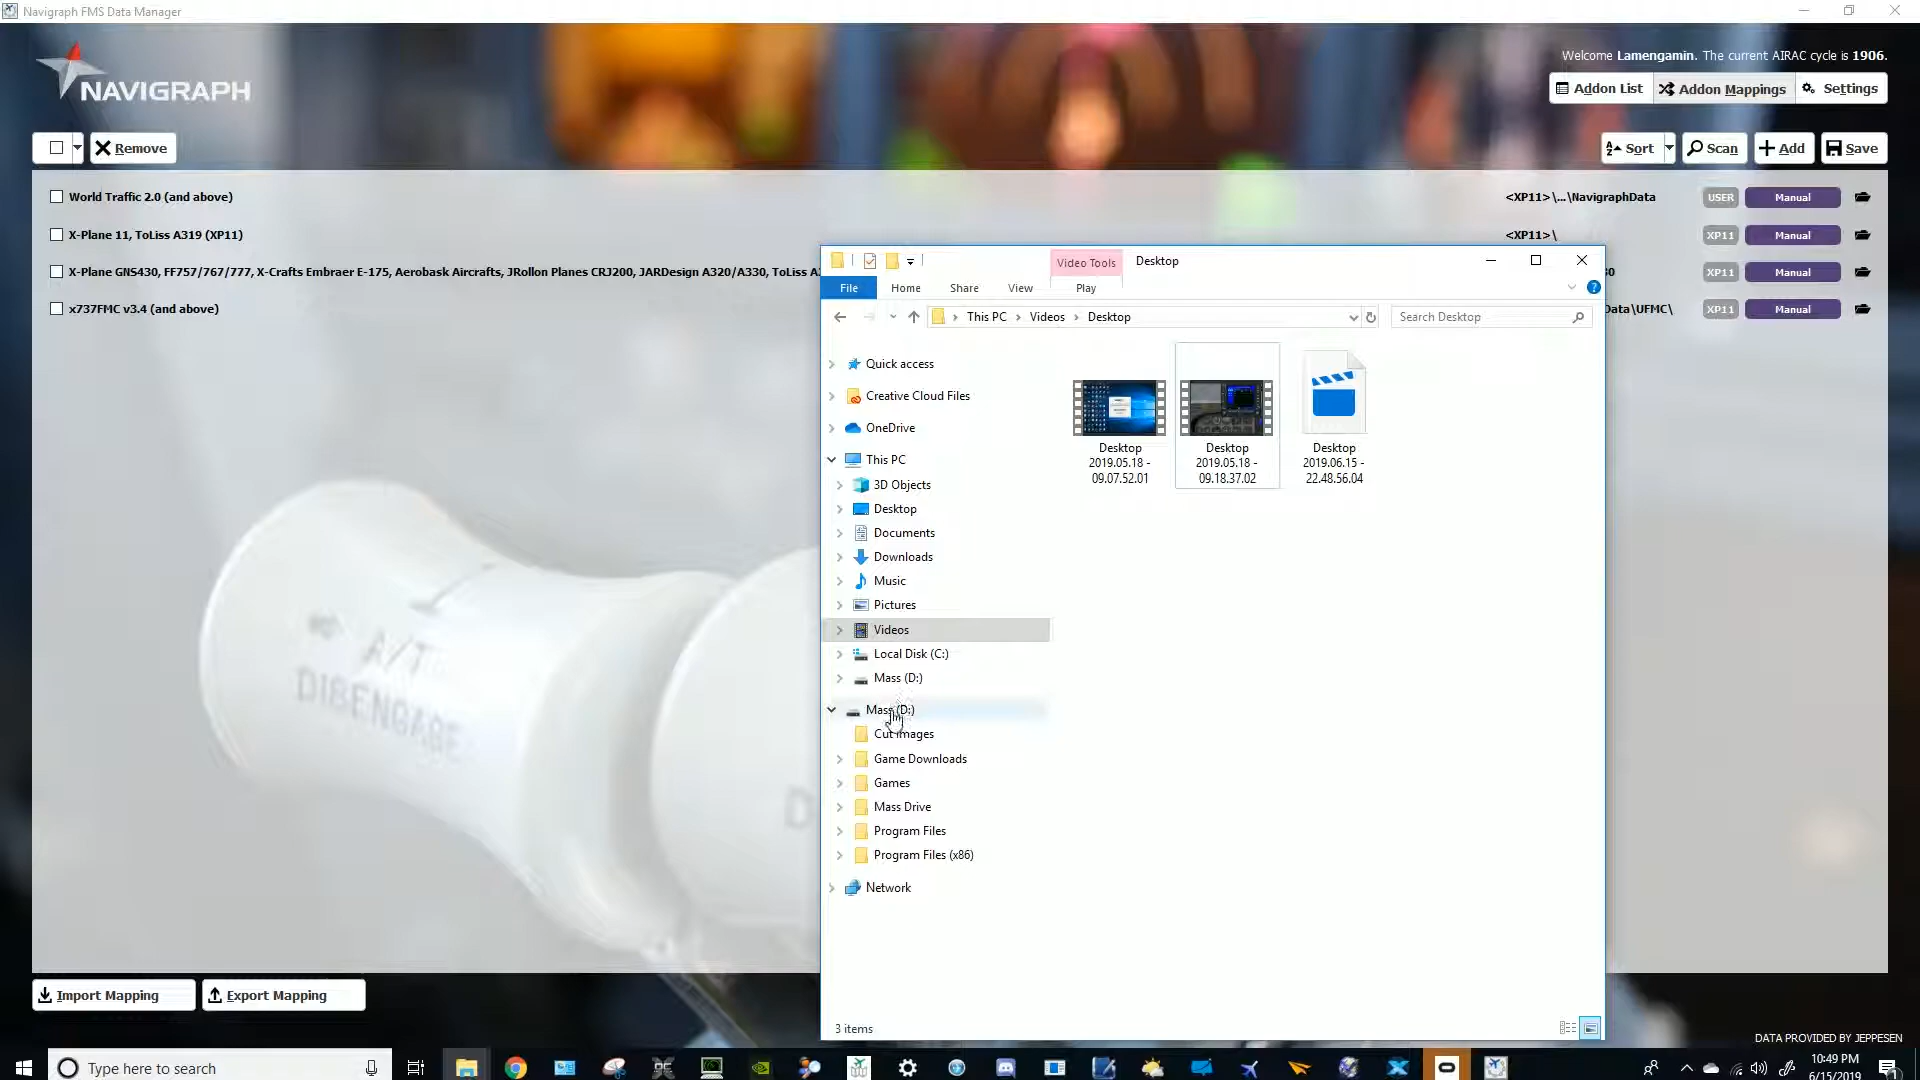 Navigraph FMS Data Manager
NAVIGRAPH
Welcome Lamengamin. The current AIRAC cycle is 1906.
Addon List
Addon Mappings
Settings
Remove
Sort
Scan
Add
Save
World Traffic 2.0 (and above)
<XP11>\...\NavigraphData
USER
Manual
X-Plane 11, ToLiss A319 (XP11)
<XP11>\
XP11
Manual
X-Plane GNS430, FF757/767/777, X-Crafts Embraer E-175, Aerobask Aircrafts, JRollon Planes CRJ200, JARDesign A320/A330, ToLiss A3
30
XP11
Manual
x737FMC v3.4 (and above)
Data\UFMC\
XP11
Manual
Video Tools
Desktop
File
Home
Share
View
Play
This PC
Videos
Desktop
Search Desktop
Quick access
Creative Cloud Files
OneDrive
This PC
3D Objects
Desktop
Documents
Downloads
Music
Pictures
Videos
Local Disk (C:)
Mass (D:)
Mass (D:)
Cut Images
Game Downloads
Games
Mass Drive
Program Files
Program Files (x86)
Network
Desktop
2019.05.18 -
09.07.52.01
Desktop
2019.05.18 -
09.18.37.02
Desktop
2019.06.15 -
22.48.56.04
3 items
A/T
DISENGAGE
D
Import Mapping
Export Mapping
DATA PROVIDED BY JEPPESEN
Type here to search
10:49 PM
6/15/2019
1